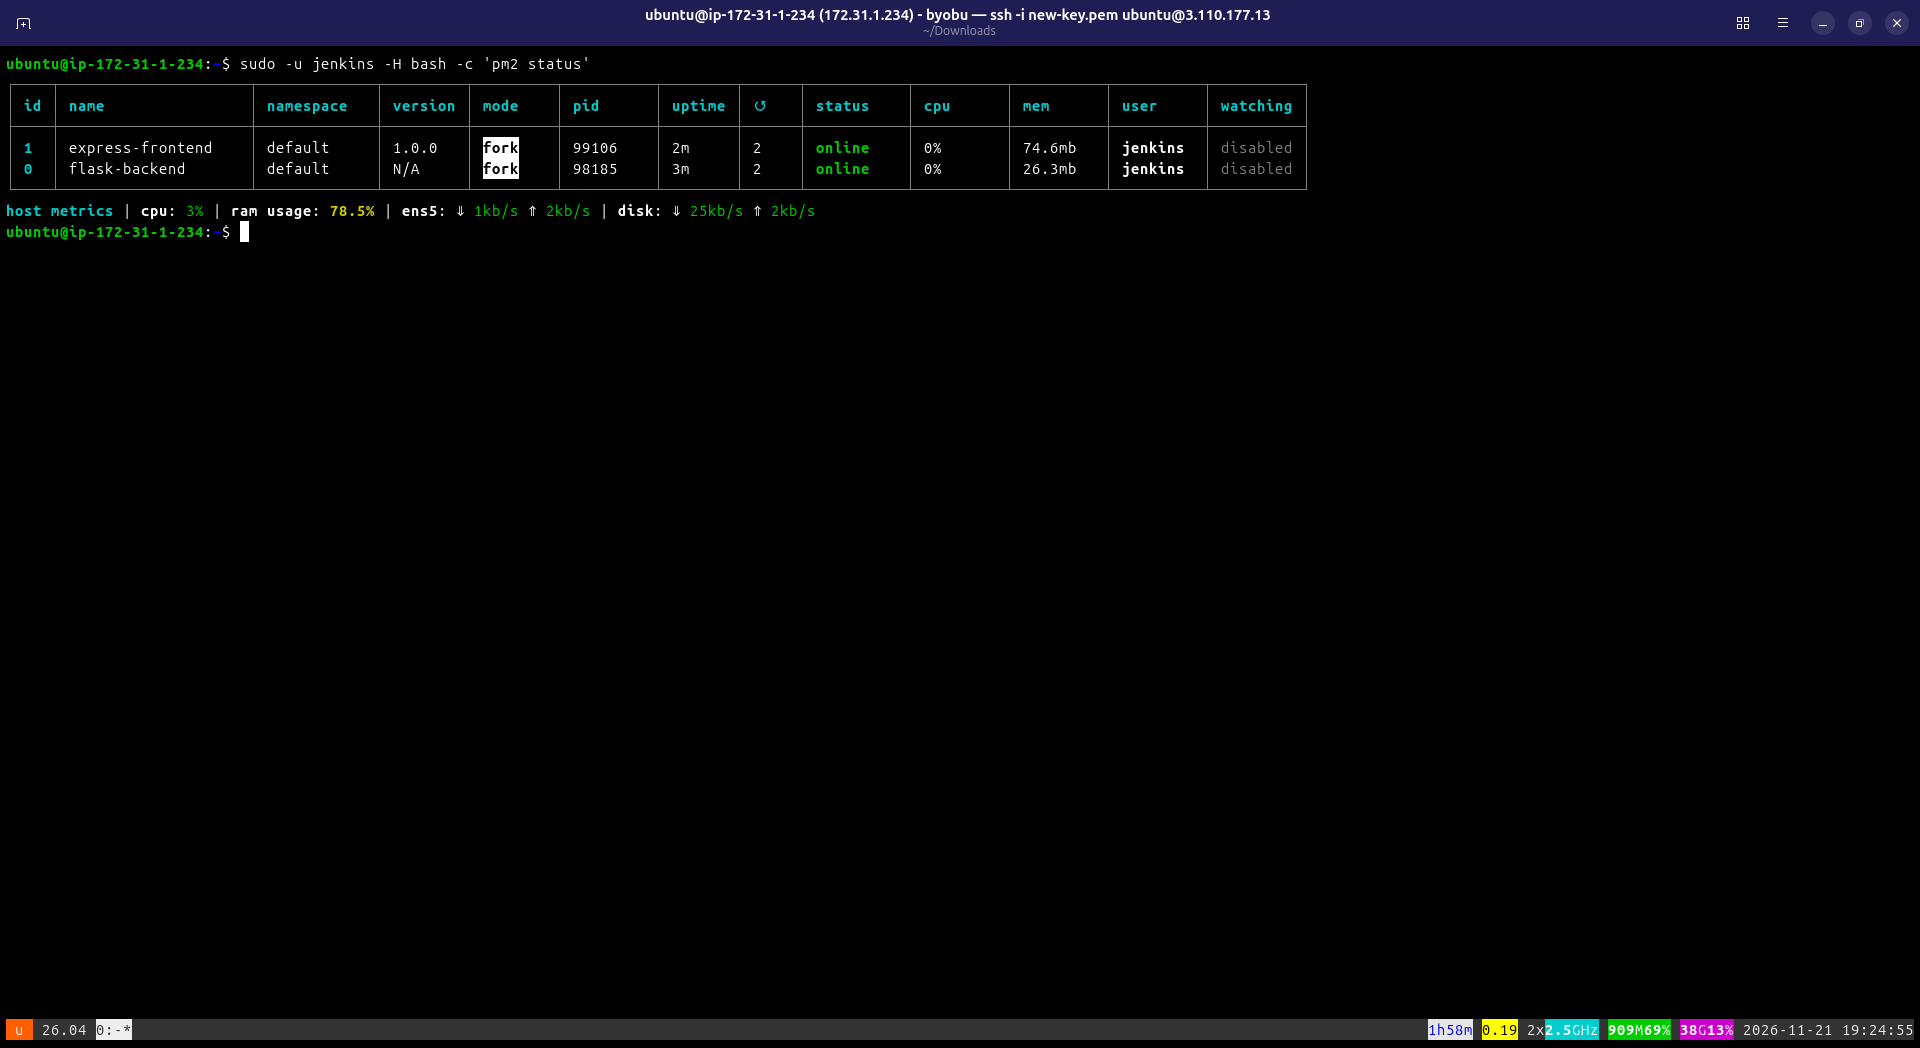 ubuntu@ip-172-31-1-234 (172.31.1.234) - byobu — ssh -i new-key.pem ubuntu@3.110.177.13
~/Downloads
ubuntu@ip-172-31-1-234:~$ sudo -u jenkins -H bash -c 'pm2 status'
id name namespace version mode pid uptime ↺ status cpu mem user watching
1 express-frontend default 1.0.0 fork 99106 2m 2 online 0% 74.6mb jenkins disabled
0 flask-backend default N/A fork 98185 3m 2 online 0% 26.3mb jenkins disabled
host metrics | cpu: 3% | ram usage: 78.5% | ens5: ⇓ 1kb/s ⇑ 2kb/s | disk: ⇓ 25kb/s ⇑ 2kb/s
ubuntu@ip-172-31-1-234:~$
u 26.04 0:-* 1h58m 0.19 2x2.5GHz 909M69% 38G13% 2026-11-21 19:24:55